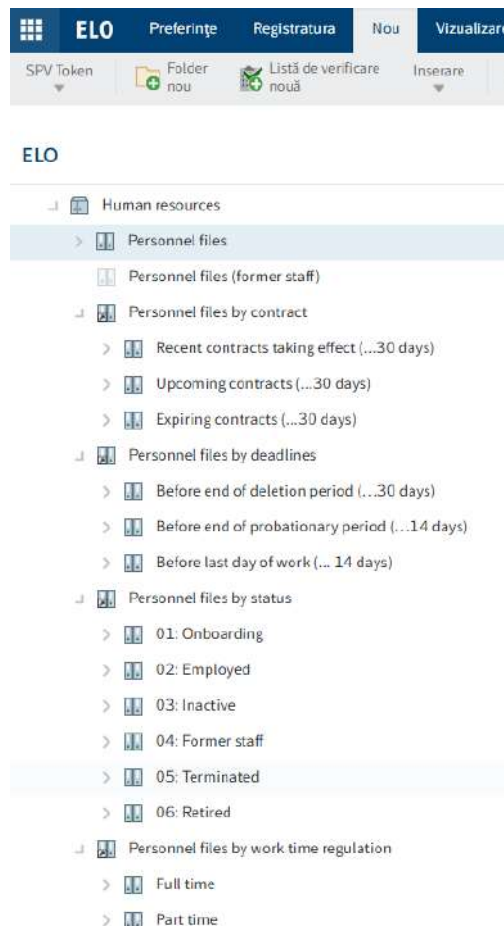 ELO Preferințe Registratura Nou Vizualizare
SPV Token Folder nou Listă de verificare nouă Inserare
ELO
Human resources
Personnel files
Personnel files (former staff)
Personnel files by contract
Recent contracts taking effect (...30 days)
Upcoming contracts (...30 days)
Expiring contracts (...30 days)
Personnel files by deadlines
Before end of deletion period (...30 days)
Before end of probationary period (...14 days)
Before last day of work (... 14 days)
Personnel files by status
01: Onboarding
02: Employed
03: Inactive
04: Former staff
05: Terminated
06: Retired
Personnel files by work time regulation
Full time
Part time